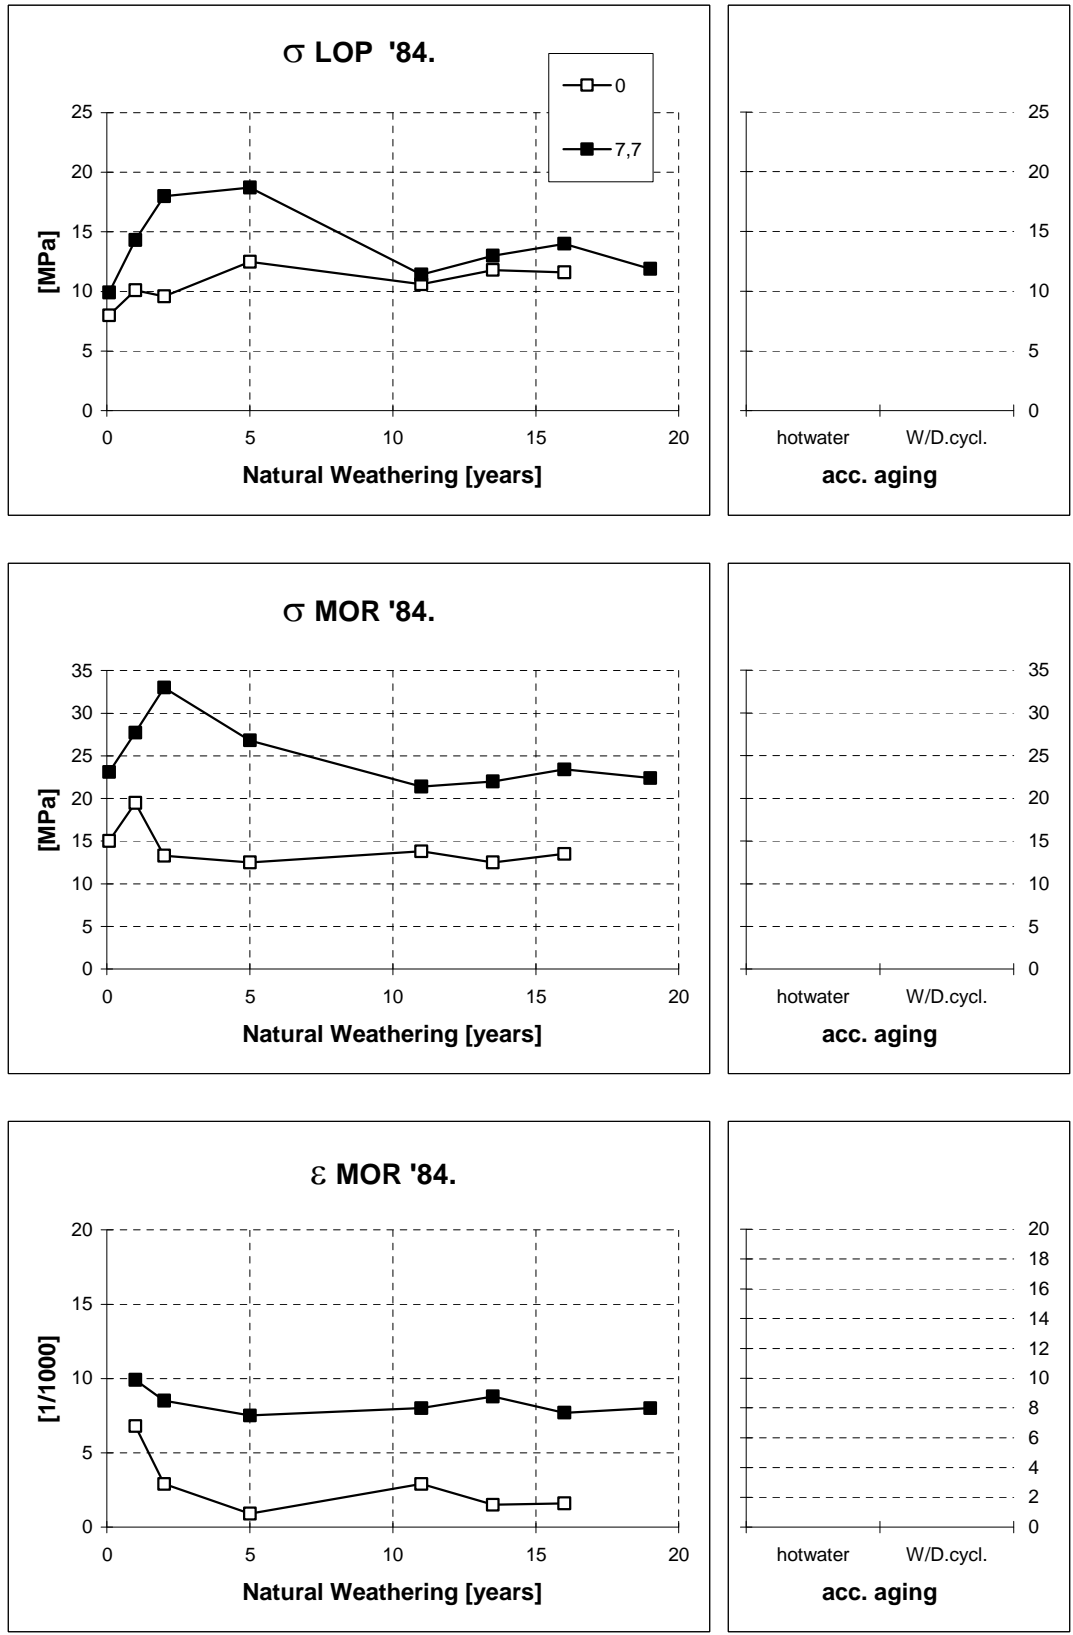 σ LOP '84.
0
7,7
25
20
15
10
5
0
[MPa]
0 5 10 15 20
Natural Weathering [years]
25
20
15
10
5
0
hotwater W/D.cycl.
acc. aging
σ MOR '84.
35
30
25
20
15
10
5
0
[MPa]
0 5 10 15 20
Natural Weathering [years]
35
30
25
20
15
10
5
0
hotwater W/D.cycl.
acc. aging
ε MOR '84.
20
15
10
5
0
[1/1000]
0 5 10 15 20
Natural Weathering [years]
20
18
16
14
12
10
8
6
4
2
0
hotwater W/D.cycl.
acc. aging